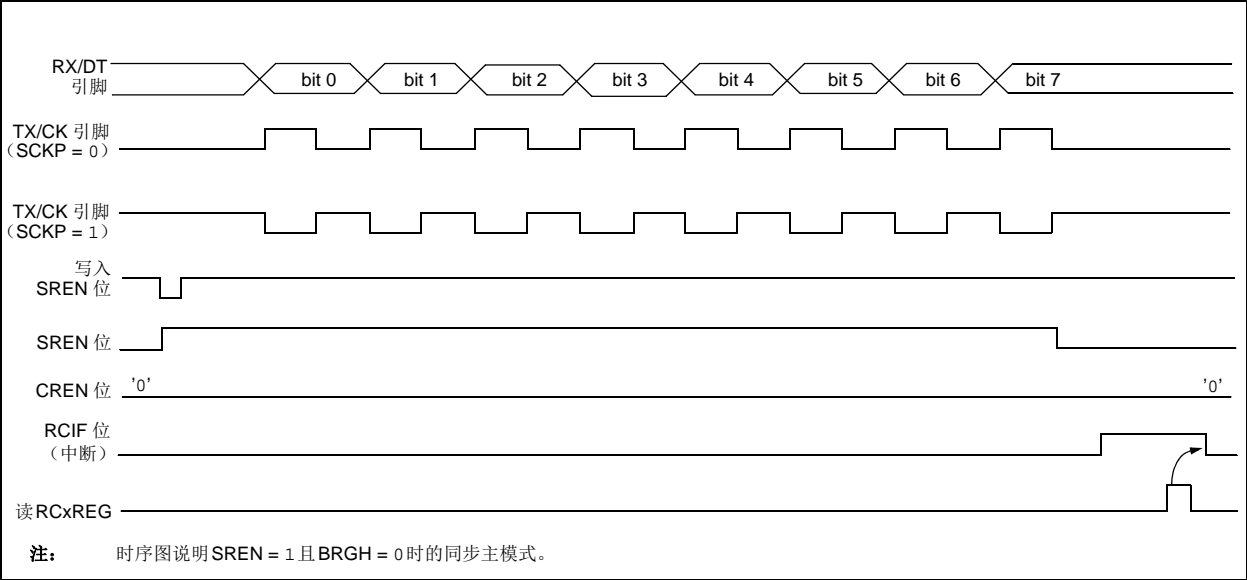 RX/DT
引脚
bit 0 bit 1 bit 2 bit 3 bit 4 bit 5 bit 6 bit 7
TX/CK 引脚
（SCKP = 0）
TX/CK 引脚
（SCKP = 1）
写入
SREN 位
SREN 位
CREN 位 '0' '0'
RCIF 位
（中断）
读RCxREG
注： 时序图说明SREN = 1且BRGH = 0时的同步主模式。